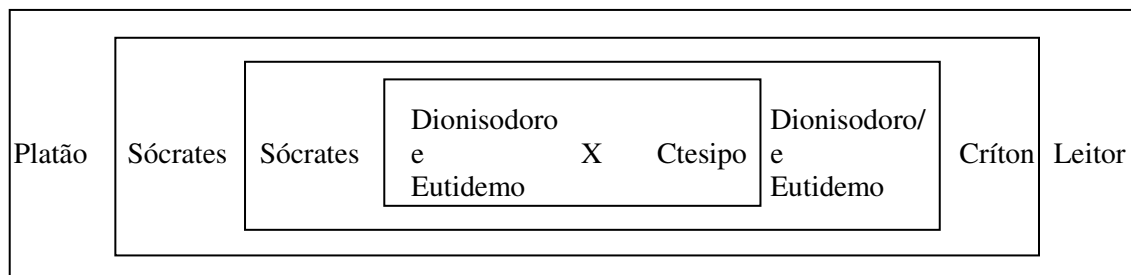 Dionisodoro Dionisodoro/
Platão Sócrates Sócrates e X Ctesipo e Críton Leitor
Eutidemo Eutidemo